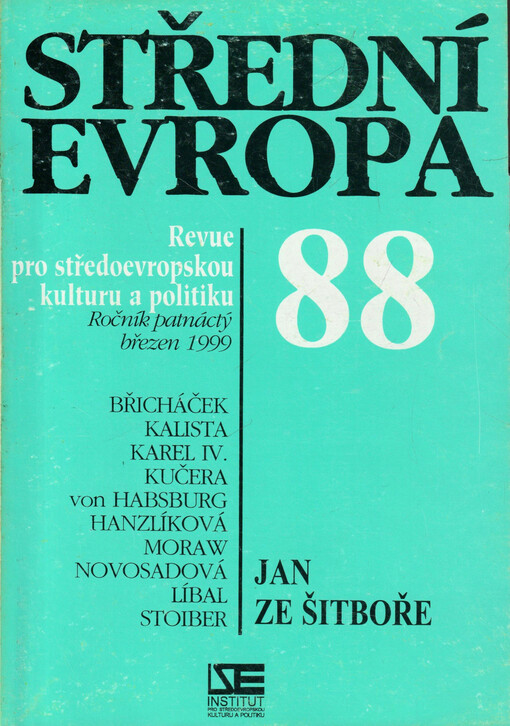 STŘEDNÍ
EVROPA
Revue
pro středoevropskou
kulturu a politiku
Ročník patnáctý
březen 1999
88
BŘICHÁČEK
KALISTA
KAREL IV.
KUČERA
von HABSBURG
HANZLÍKOVÁ
MORAW
NOVOSADOVÁ
LÍBAL
STOIBER
JAN
ZE ŠITBOŘE
ISE
INSTITUT
PRO STŘEDOEVROPSKOU
KULTURU A POLITIKU